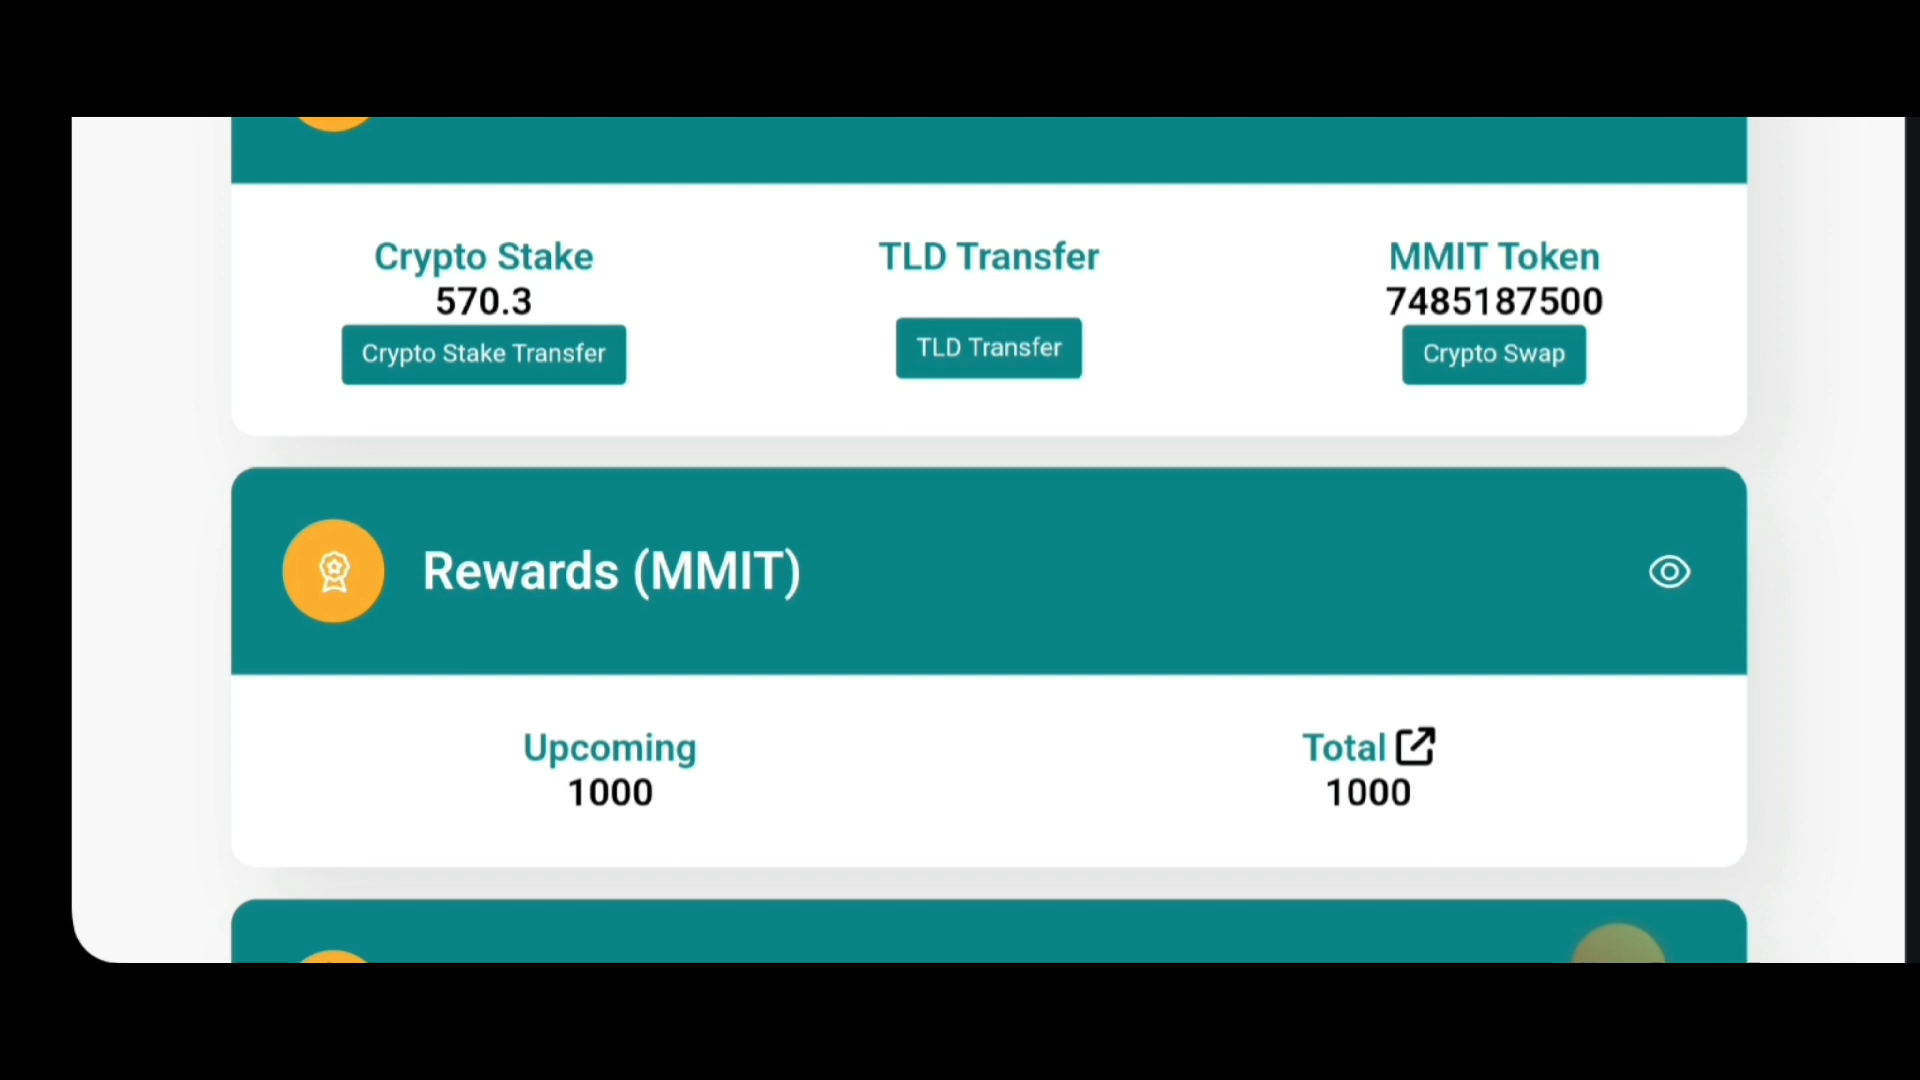 Crypto Stake
570.3
Crypto Stake Transfer
TLD Transfer
TLD Transfer
MMIT Token
7485187500
Crypto Swap
Rewards (MMIT)
Upcoming
1000
Total
1000